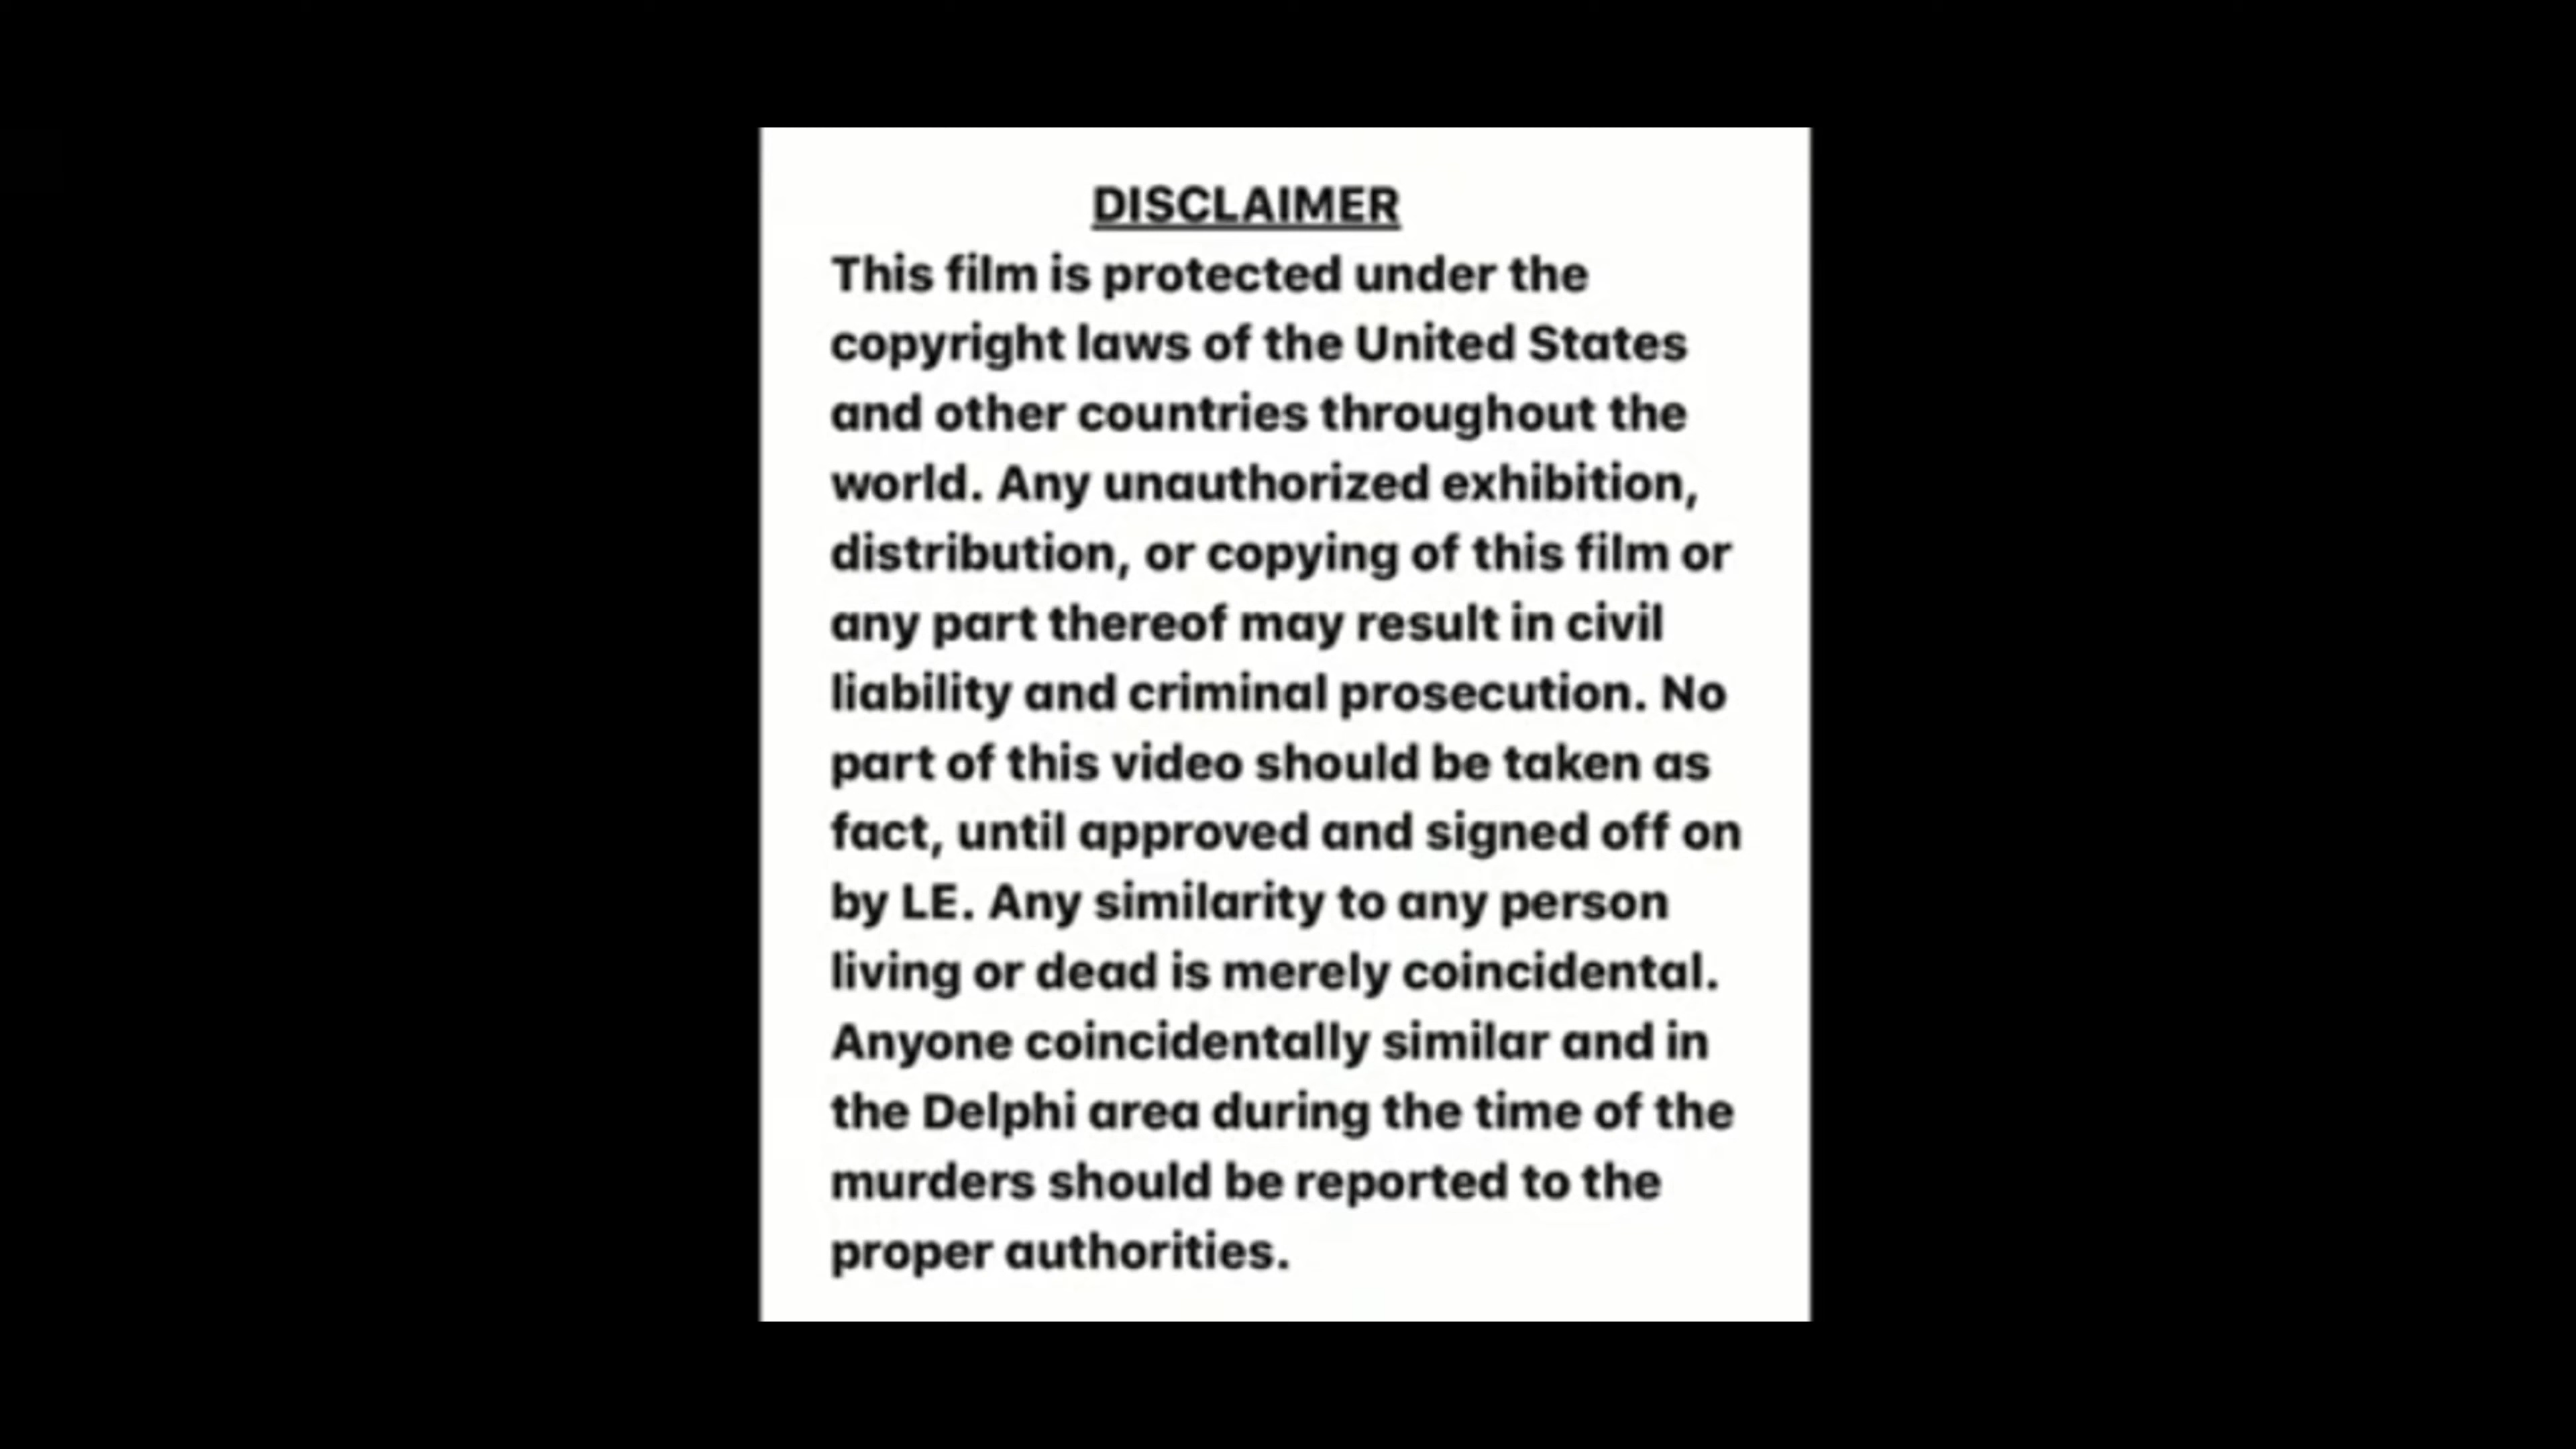 DISCLAIMER
This film is protected under the
copyright laws of the United States
and other countries throughout the
world. Any unauthorized exhibition,
distribution, or copying of this film or
any part thereof may result in civil
liability and criminal prosecution. No
part of this video should be taken as
fact, until approved and signed off on
by LE. Any similarity to any person
living or dead is merely coincidental.
Anyone coincidentally similar and in
the Delphi area during the time of the
murders should be reported to the
proper authorities.